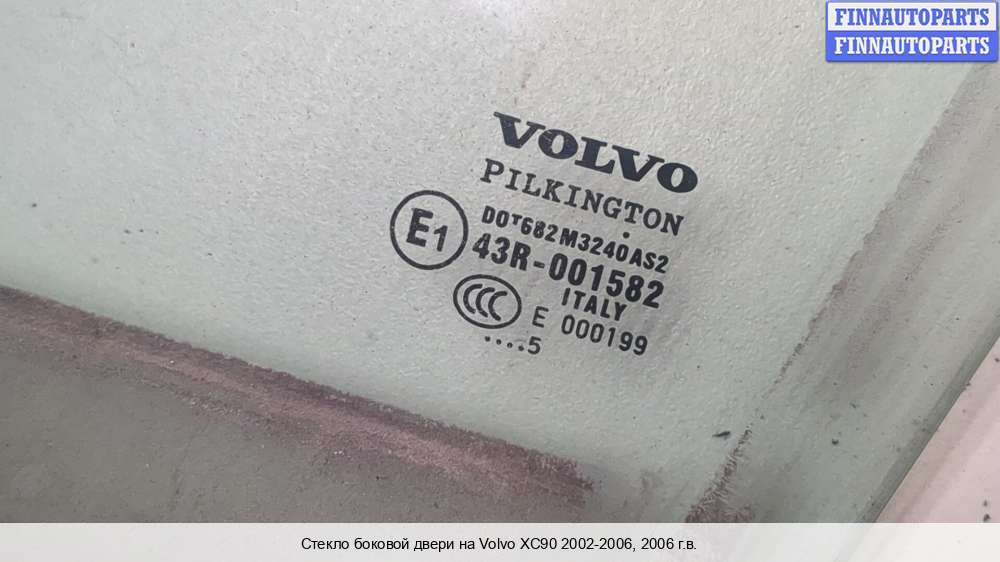 FINNAUTOPARTS
FINNAUTOPARTS
VOLVO
PILKINGTON
DOT682M3240AS2
E1
43R-001582
ITALY
CCC
E 000199
....5
Стекло боковой двери на Volvo XC90 2002-2006, 2006 г.в.